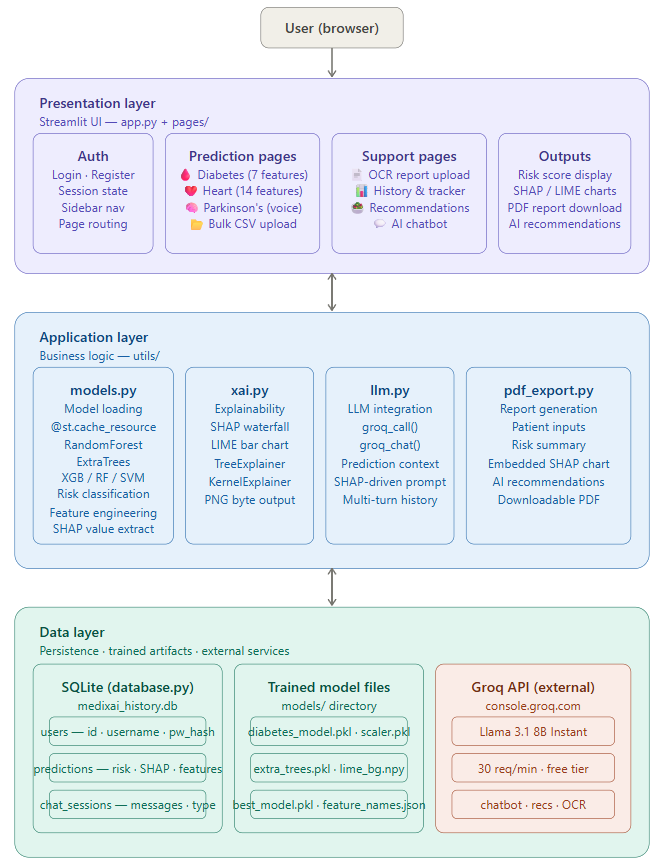 User (browser)
Presentation layer
Streamlit UI — app.py + pages/
Auth
Login · Register
Session state
Sidebar nav
Page routing
Prediction pages
🩸 Diabetes (7 features)
❤️ Heart (14 features)
🧠 Parkinson's (voice)
📁 Bulk CSV upload
Support pages
📄 OCR report upload
📊 History & tracker
🥗 Recommendations
💬 AI chatbot
Outputs
Risk score display
SHAP / LIME charts
PDF report download
AI recommendations
Application layer
Business logic — utils/
models.py
Model loading
@st.cache_resource
RandomForest
ExtraTrees
XGB / RF / SVM
Risk classification
Feature engineering
SHAP value extract
xai.py
Explainability
SHAP waterfall
LIME bar chart
TreeExplainer
KernelExplainer
PNG byte output
llm.py
LLM integration
groq_call()
groq_chat()
Prediction context
SHAP-driven prompt
Multi-turn history
pdf_export.py
Report generation
Patient inputs
Risk summary
Embedded SHAP chart
AI recommendations
Downloadable PDF
Data layer
Persistence · trained artifacts · external services
SQLite (database.py)
medixai_history.db
users — id · username · pw_hash
predictions — risk · SHAP · features
chat_sessions — messages · type
Trained model files
models/ directory
diabetes_model.pkl · scaler.pkl
extra_trees.pkl · lime_bg.npy
best_model.pkl · feature_names.json
Groq API (external)
console.groq.com
Llama 3.1 8B Instant
30 req/min · free tier
chatbot · recs · OCR